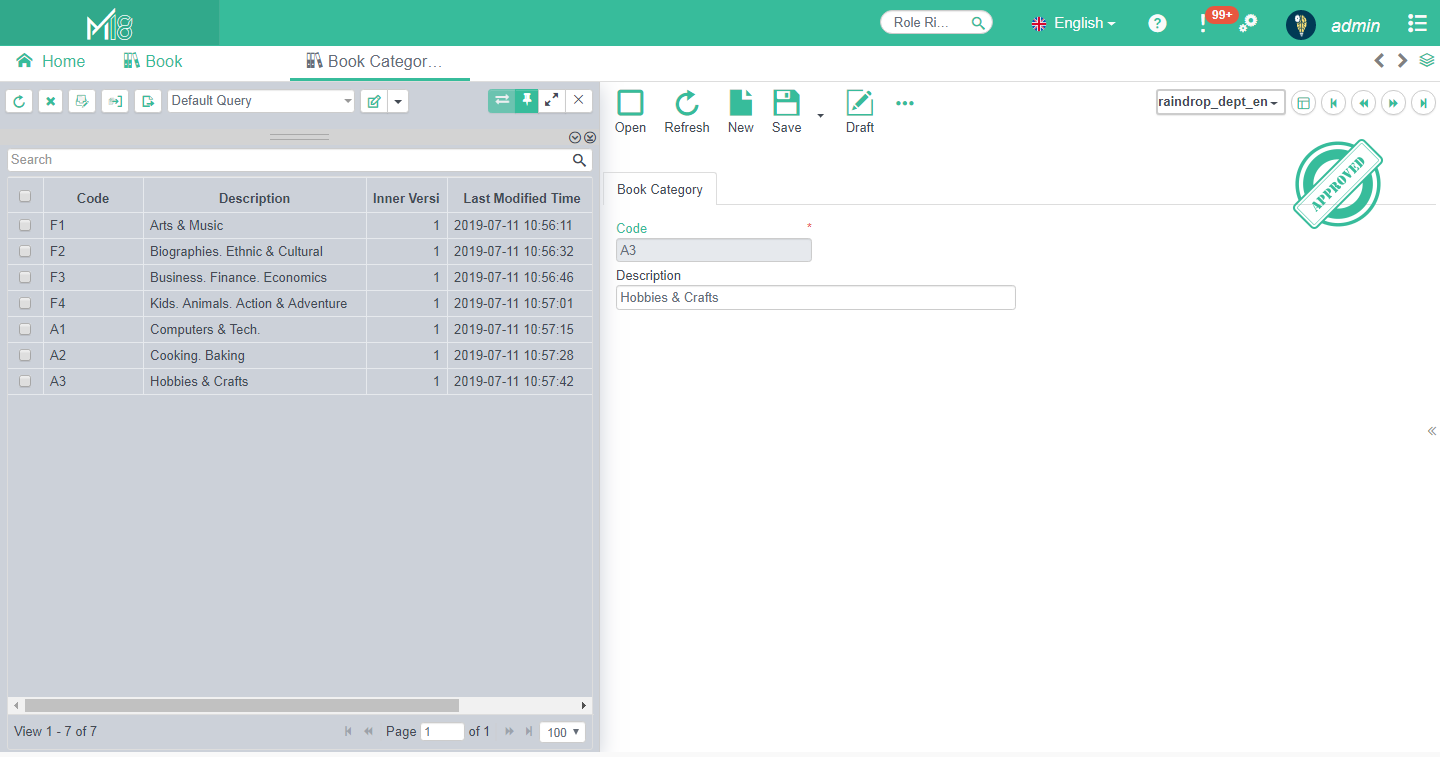 M18
Role Ri...
English
?
99+
admin
Home
Book
Book Categor...
Default Query
Open
Refresh
New
Save
Draft
raindrop_dept_en
Search
Code Description Inner Versi Last Modified Time
F1 Arts & Music 1 2019-07-11 10:56:11
F2 Biographies. Ethnic & Cultural 1 2019-07-11 10:56:32
F3 Business. Finance. Economics 1 2019-07-11 10:56:46
F4 Kids. Animals. Action & Adventure 1 2019-07-11 10:57:01
A1 Computers & Tech. 1 2019-07-11 10:57:15
A2 Cooking. Baking 1 2019-07-11 10:57:28
A3 Hobbies & Crafts 1 2019-07-11 10:57:42
View 1 - 7 of 7
Page 1 of 1
100
APPROVED
Book Category
Code *
A3
Description
Hobbies & Crafts